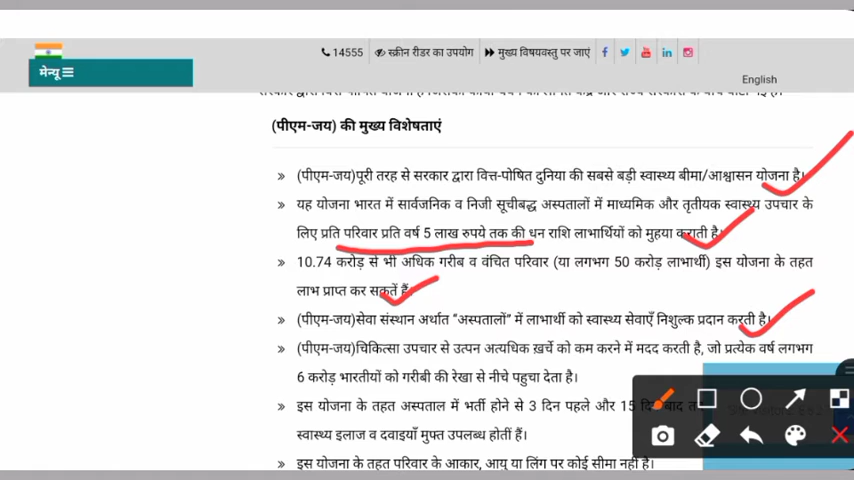 14555 स्क्रीन रीडर का उपयोग मुख्य विषयवस्तु पर जाएं
मेन्यू
English
(पीएम-जय) की मुख्य विशेषताएं
(पीएम-जय)पूरी तरह से सरकार द्वारा वित्त-पोषित दुनिया की सबसे बड़ी स्वास्थ्य बीमा/आश्वासन योजना है।
यह योजना भारत में सार्वजनिक व निजी सूचीबद्ध अस्पतालों में माध्यमिक और तृतीयक स्वास्थ्य उपचार के
लिए प्रति परिवार प्रति वर्ष 5 लाख रुपये तक की धन राशि लाभार्थियों को मुहया कराती है।
10.74 करोड़ से भी अधिक गरीब व वंचित परिवार (या लगभग 50 करोड़ लाभार्थी) इस योजना के तहत
लाभ प्राप्त कर सकतें हैं।
(पीएम-जय)सेवा संस्थान अर्थात "अस्पतालों" में लाभार्थी को स्वास्थ्य सेवाएँ निशुल्क प्रदान करती है।
(पीएम-जय)चिकित्सा उपचार से उत्पन अत्यधिक ख़र्चे को कम करने में मदद करती है, जो प्रत्येक वर्ष लगभग
6 करोड़ भारतीयों को गरीबी की रेखा से नीचे पहुचा देता है।
इस योजना के तहत अस्पताल में भर्ती होने से 3 दिन पहले और 15
स्वास्थ्य इलाज व दवाइयाँ मुफ्त उपलब्ध होतीं हैं।
इस योजना के तहत परिवार के आकार, आयु या लिंग पर कोई सीमा नहीं है।